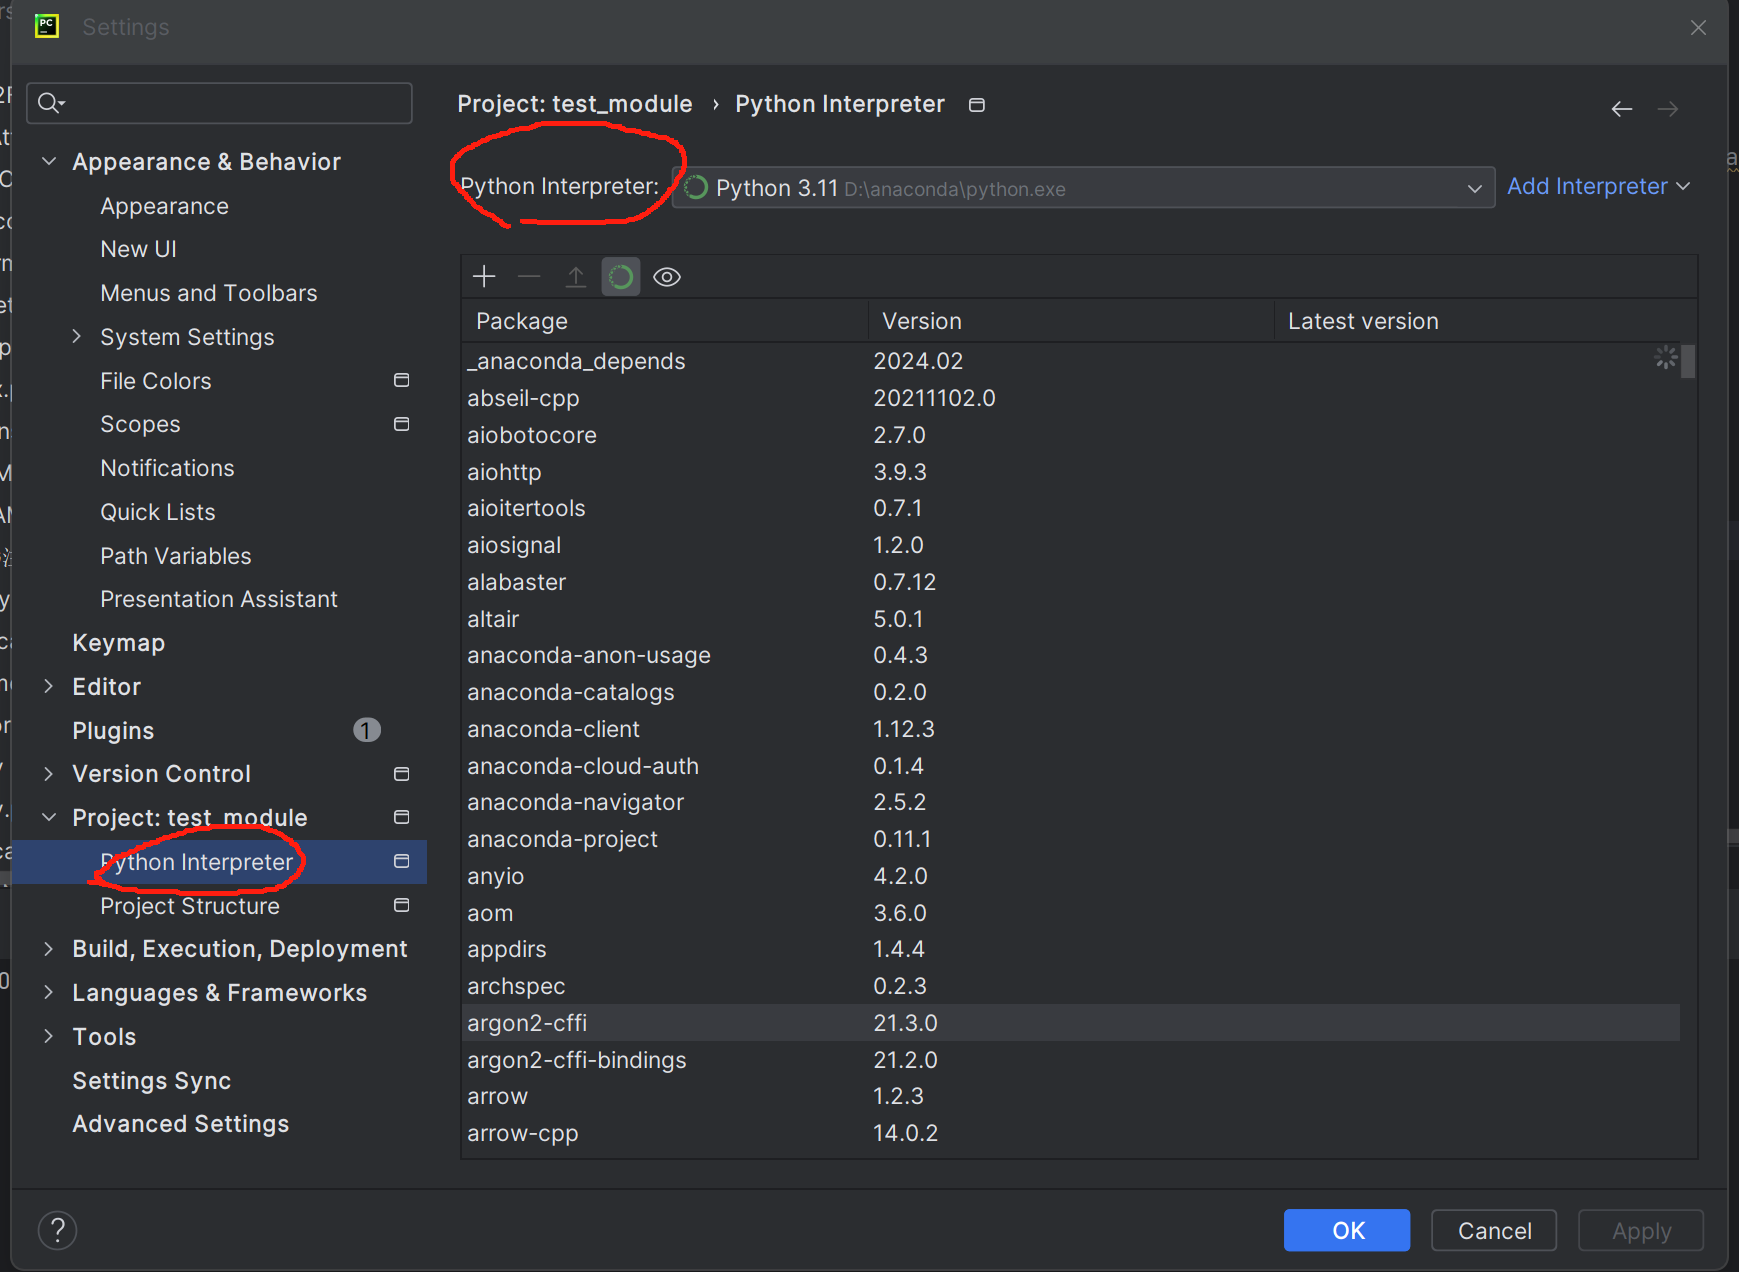 PC
Settings
Project: test_module › Python Interpreter
Python Interpreter: Python 3.11 D:\anaconda\python.exe Add Interpreter
Appearance & Behavior
Appearance
New UI
Menus and Toolbars
System Settings
File Colors
Scopes
Notifications
Quick Lists
Path Variables
Presentation Assistant
Keymap
Editor
Plugins 1
Version Control
Project: test_module
Python Interpreter
Project Structure
Build, Execution, Deployment
Languages & Frameworks
Tools
Settings Sync
Advanced Settings
Package Version Latest version
_anaconda_depends 2024.02
abseil-cpp 20211102.0
aiobotocore 2.7.0
aiohttp 3.9.3
aioitertools 0.7.1
aiosignal 1.2.0
alabaster 0.7.12
altair 5.0.1
anaconda-anon-usage 0.4.3
anaconda-catalogs 0.2.0
anaconda-client 1.12.3
anaconda-cloud-auth 0.1.4
anaconda-navigator 2.5.2
anaconda-project 0.11.1
anyio 4.2.0
aom 3.6.0
appdirs 1.4.4
archspec 0.2.3
argon2-cffi 21.3.0
argon2-cffi-bindings 21.2.0
arrow 1.2.3
arrow-cpp 14.0.2
?
OK Cancel Apply